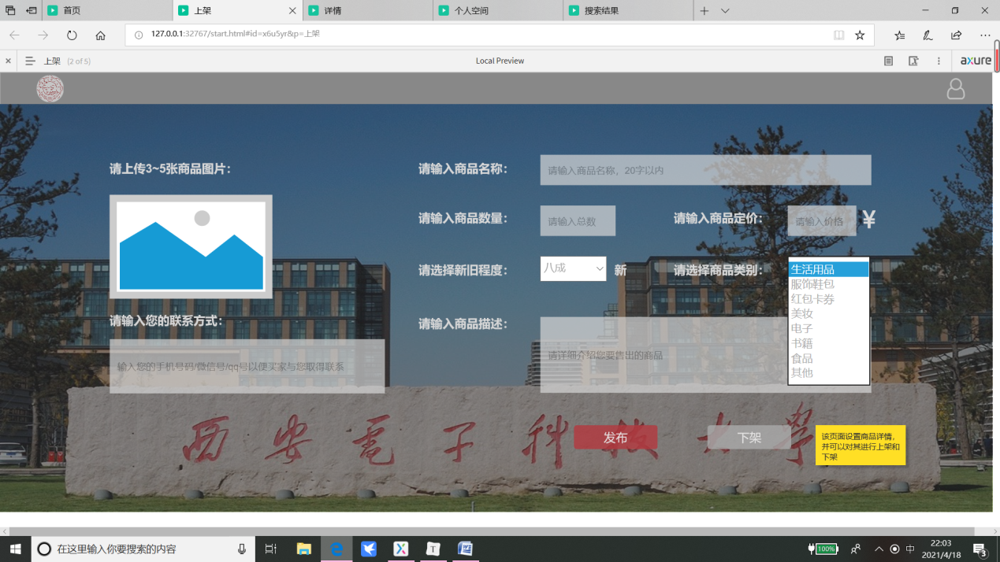 首页
上架
详情
个人空间
搜索结果
127.0.0.1:32767/start.html#id=x6u5yr&p=上架
上架 (2 of 5)
Local Preview
axure
请上传3~5张商品图片：
请输入商品名称：
请输入商品名称，20字以内
请输入商品数量：
请输入总数
请输入商品定价：
请输入价格
¥
请选择新旧程度：
八成
新
请选择商品类别：
生活用品
服饰鞋包
红包卡券
美妆
电子
书籍
食品
其他
请输入您的联系方式：
输入您的手机号码/微信号/qq号以便买家与您取得联系
请输入商品描述：
请详细介绍您要售出的商品
西安電子科技大学
发布
下架
该页面设置商品详情，
并可以对其进行上架和
下架
在这里输入你要搜索的内容
100%
中
22:03
2021/4/18
3